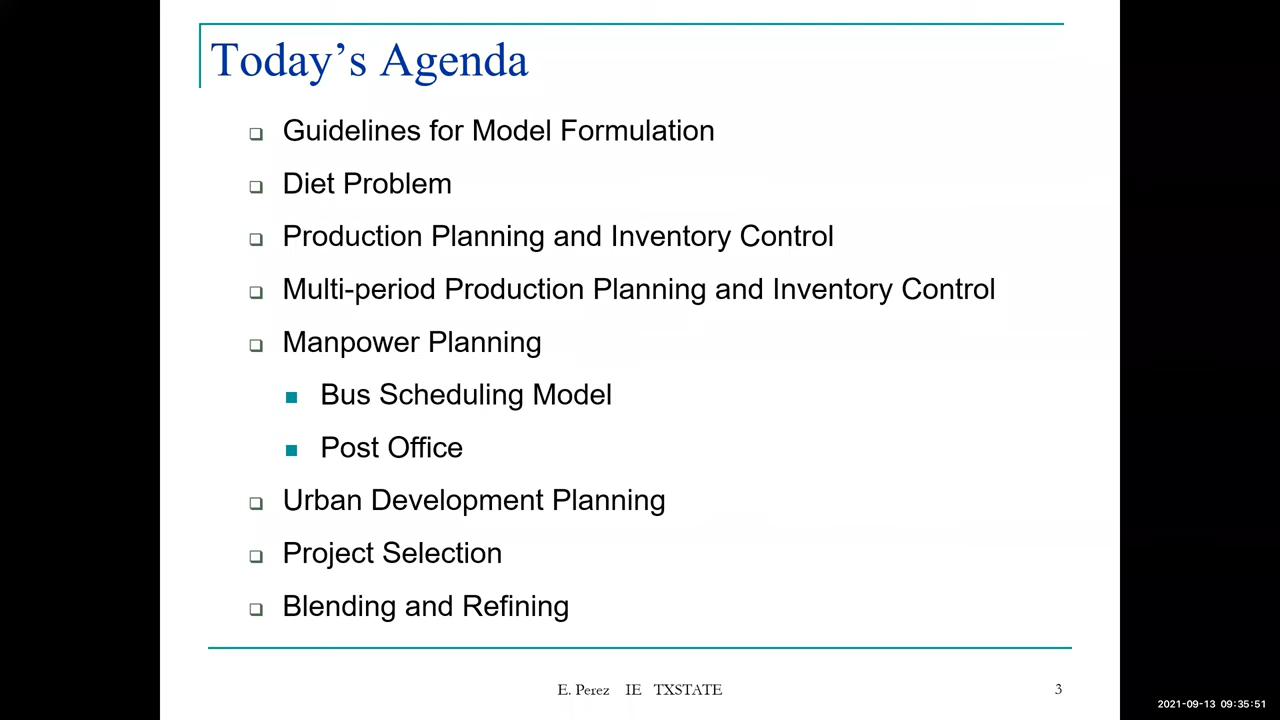 Today's Agenda
Guidelines for Model Formulation
Diet Problem
Production Planning and Inventory Control
Multi-period Production Planning and Inventory Control
Manpower Planning
Bus Scheduling Model
Post Office
Urban Development Planning
Project Selection
Blending and Refining
E. Perez IE TXSTATE
3
2021-09-13 09:35:51